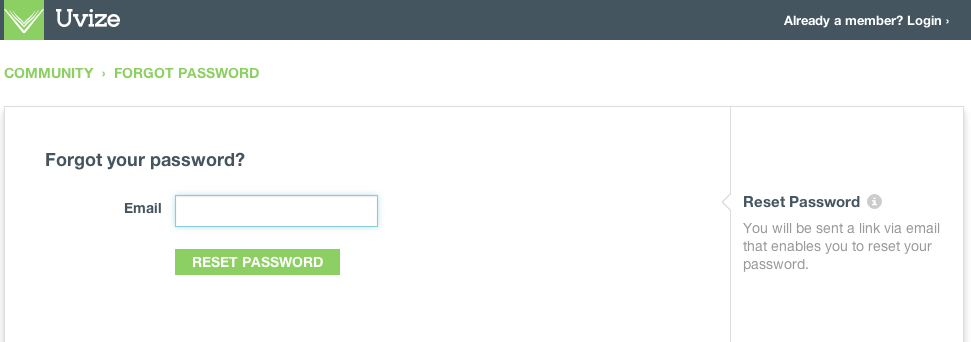 Uvize
Already a member? Login ›
COMMUNITY › FORGOT PASSWORD
Forgot your password?
Email
RESET PASSWORD
Reset Password
You will be sent a link via email
that enables you to reset your
password.